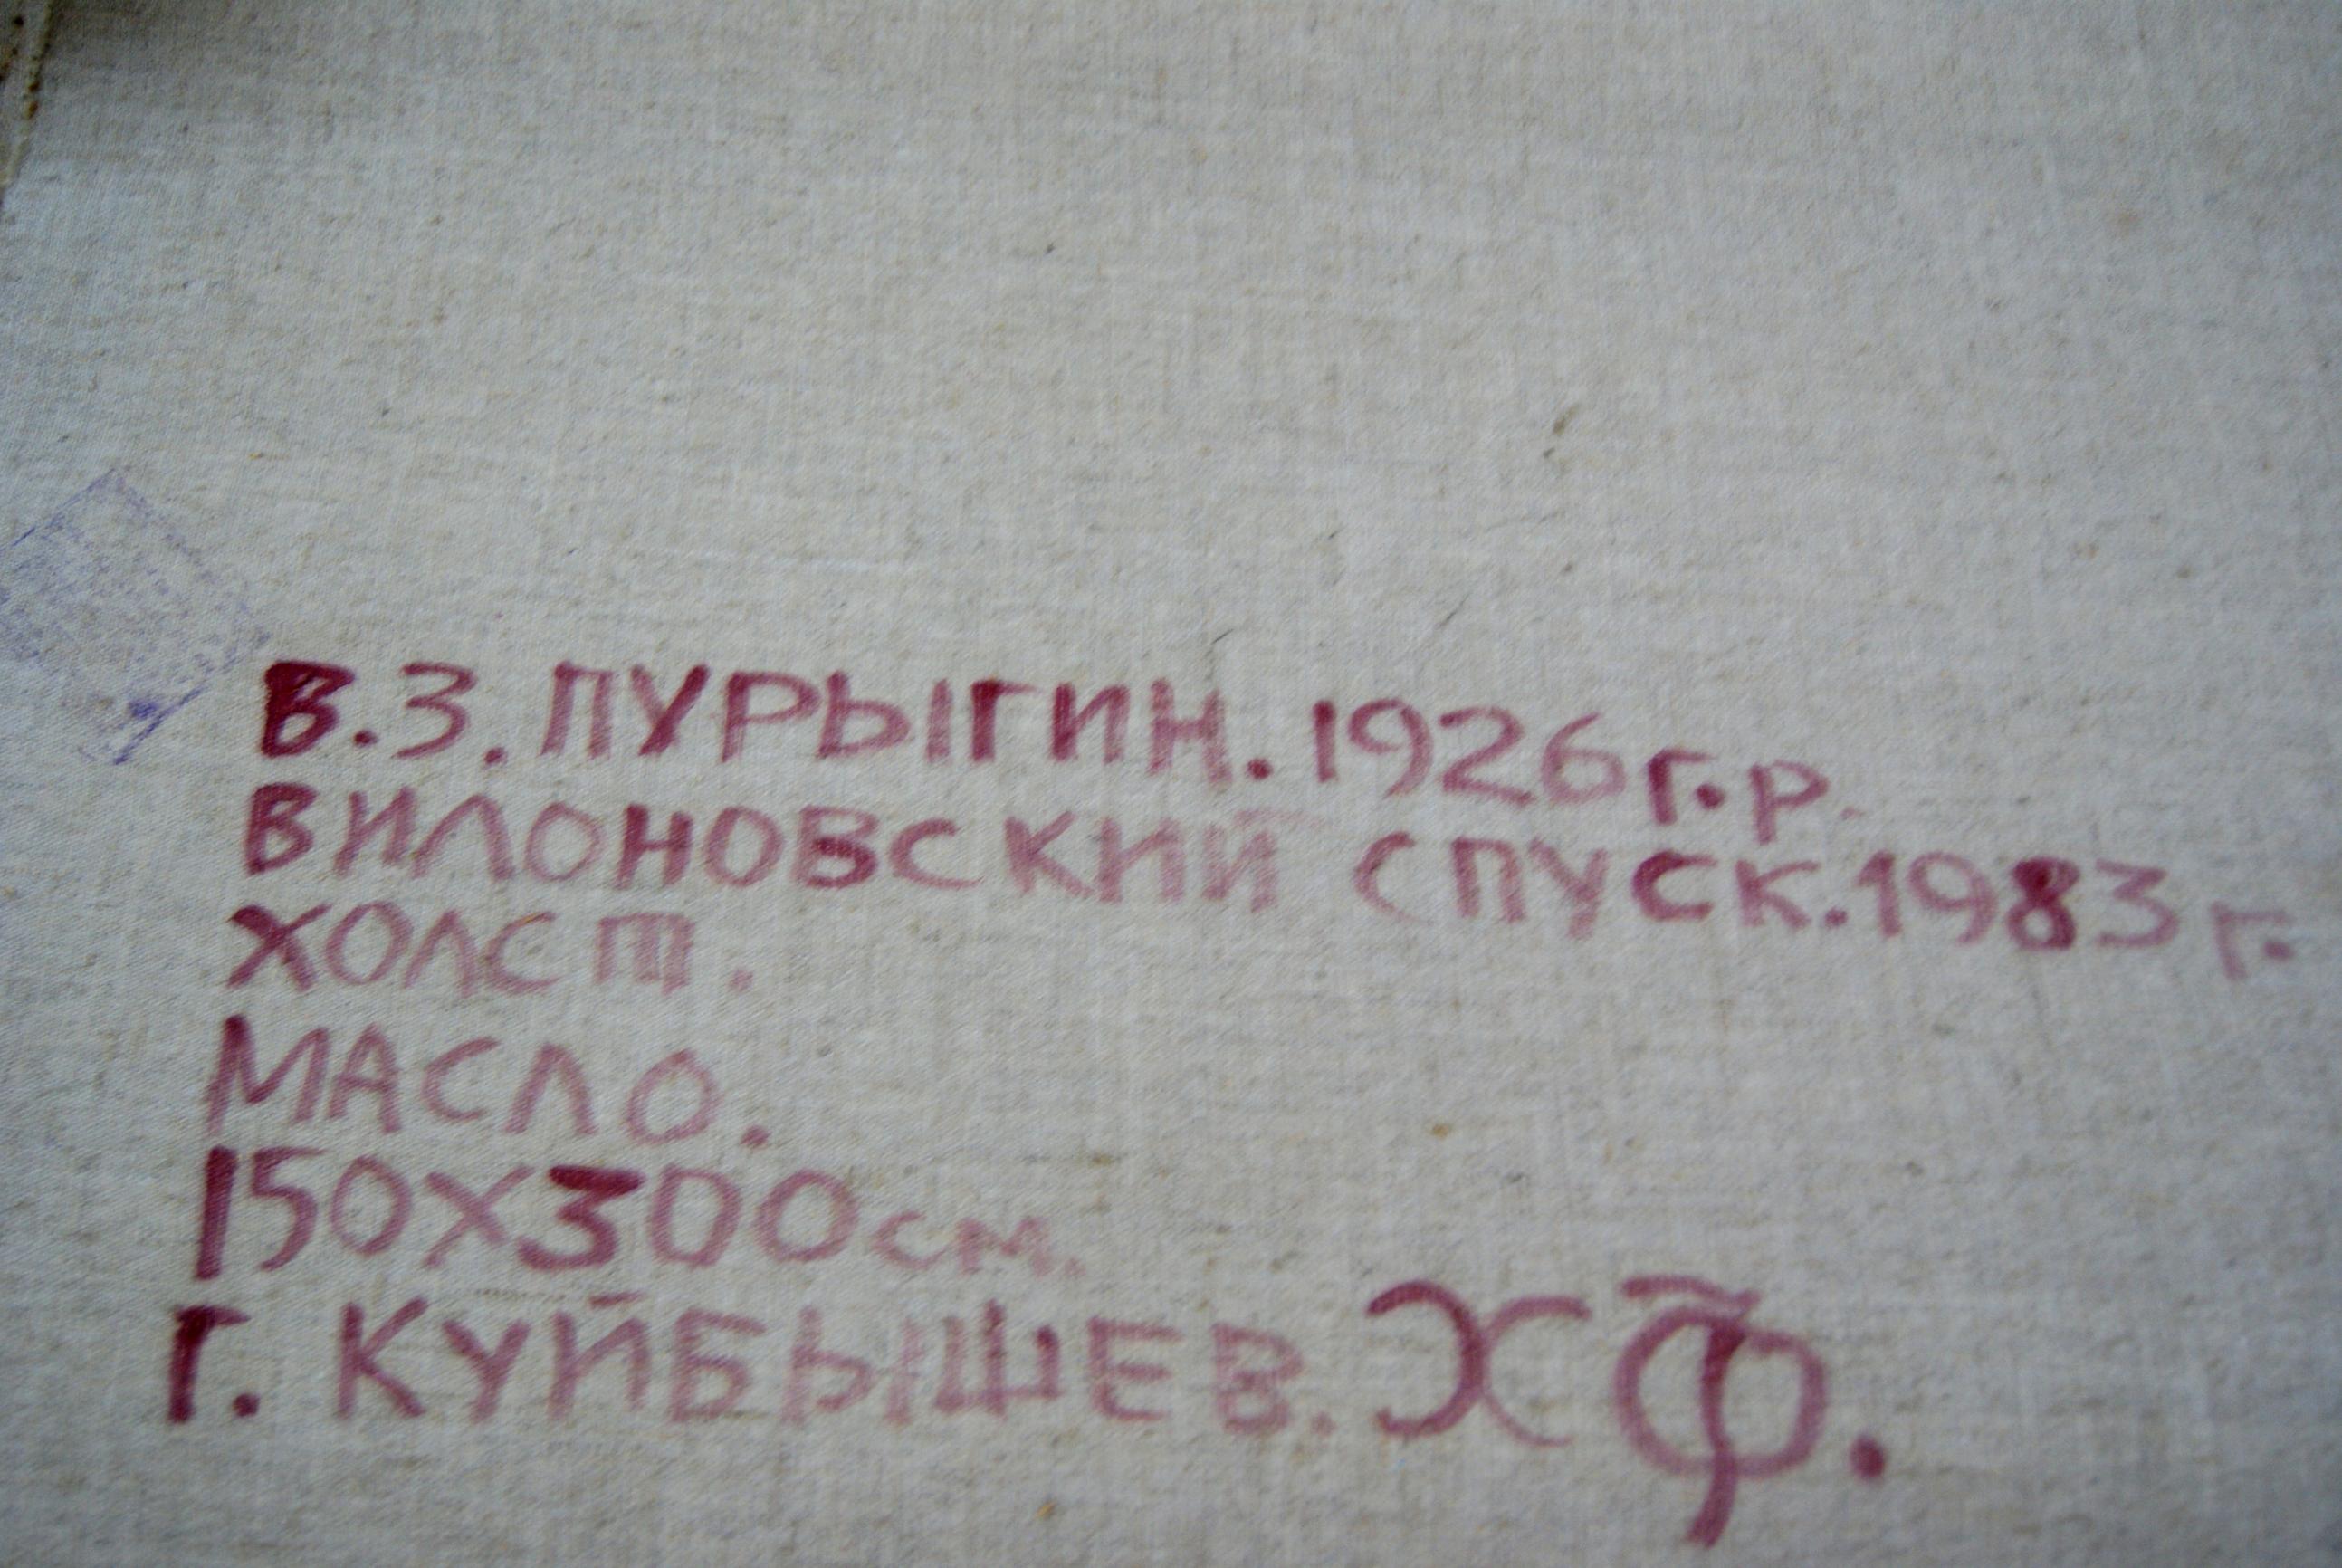 В.З. ПУРЫГИН. 1926 г.р.
ВИЛОНОВСКИЙ СПУСК. 1983 г.
ХОЛСТ.
МАСЛО.
150Х300 см.
Г. КУЙБЫШЕВ. ХФ.